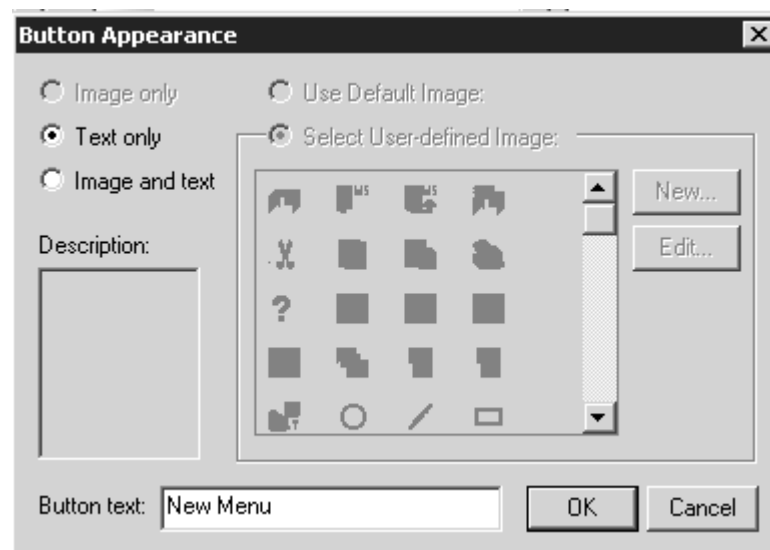 Button Appearance
Image only
Use Default Image:
Text only
Select User-defined Image:
Image and text
New...
Description:
Edit...
Button text:
New Menu
OK
Cancel